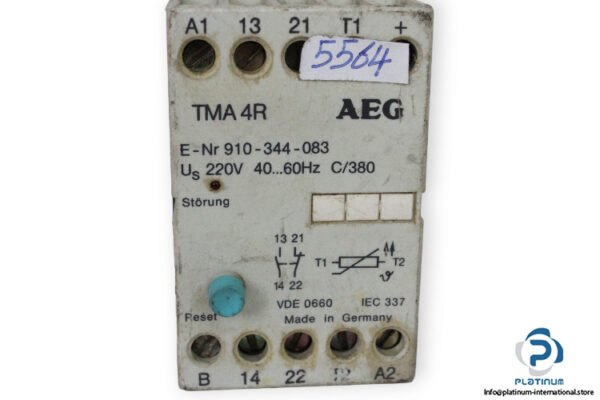 A1 13 21 T1 +
5564
TMA 4R AEG
E-Nr 910-344-083
Us 220V 40...60Hz C/380
Störung
13 21
T1 T2
14 22
VDE 0660 IEC 337
Reset Made in Germany
B 14 22 T2 A2
PLATINUM
Info@platinum-international.store